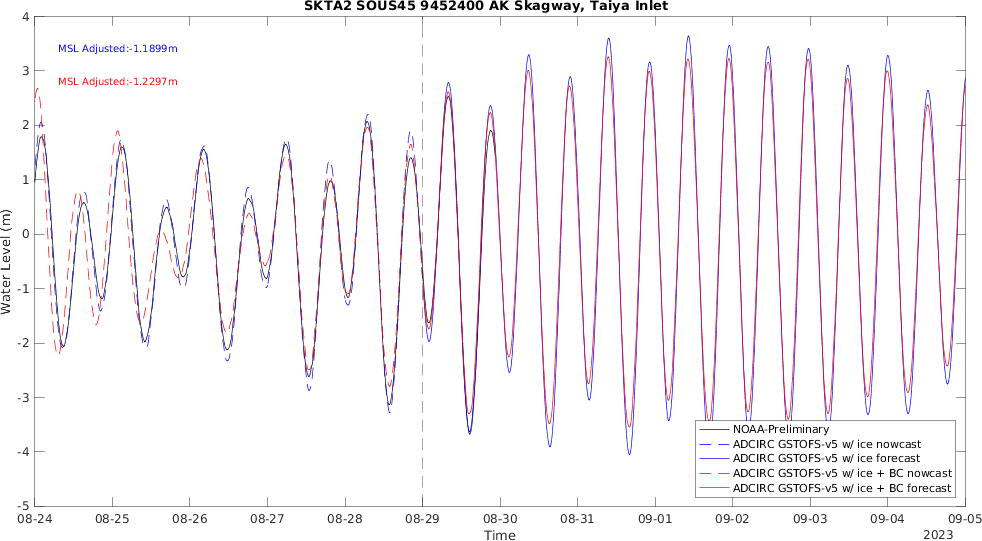 SKTA2 SOUS45 9452400 AK Skagway, Taiya Inlet
MSL Adjusted:-1.1899m
MSL Adjusted:-1.2297m
4
3
2
1
0
-1
-2
-3
-4
-5
Water Level (m)
NOAA-Preliminary
ADCIRC GSTOFS-v5 w/ ice nowcast
ADCIRC GSTOFS-v5 w/ ice forecast
ADCIRC GSTOFS-v5 w/ ice + BC nowcast
ADCIRC GSTOFS-v5 w/ ice + BC forecast
08-24 08-25 08-26 08-27 08-28 08-29 08-30 08-31 09-01 09-02 09-03 09-04 09-05
Time
2023